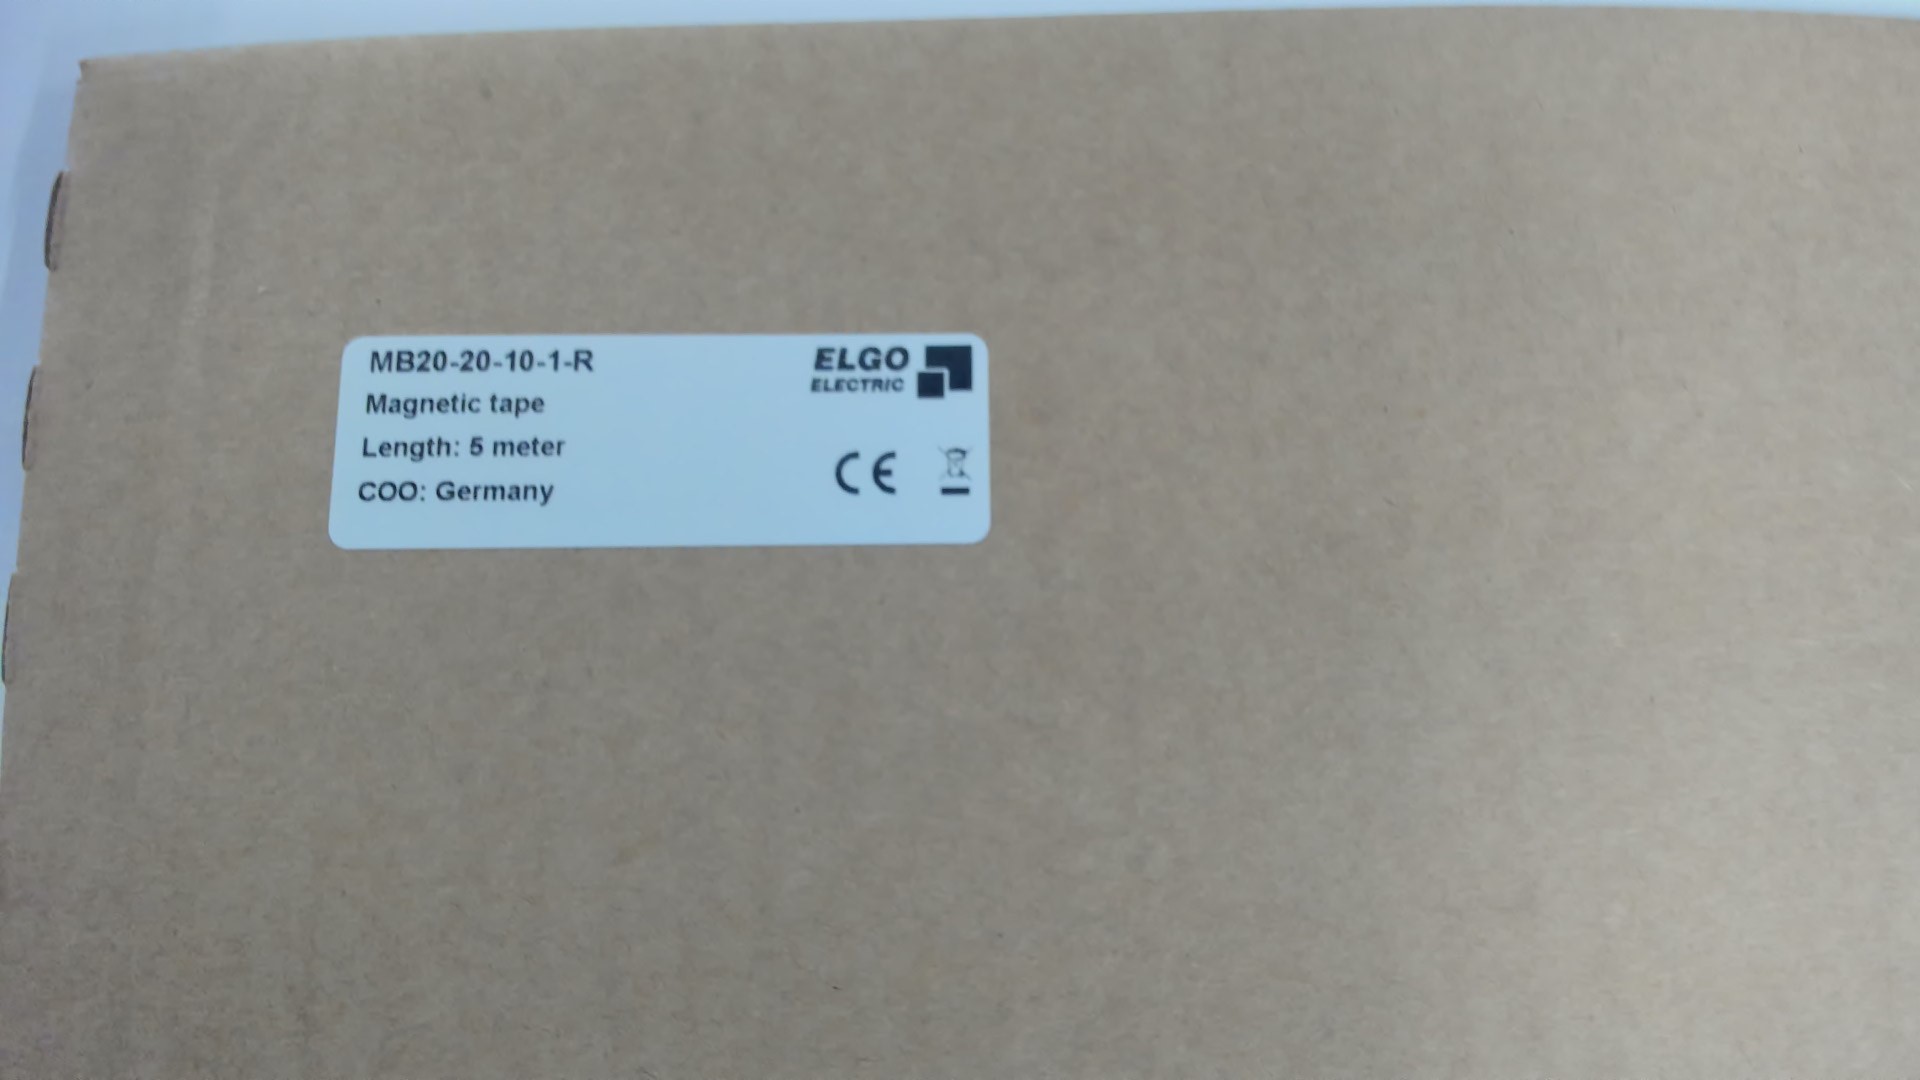 MB20-20-10-1-R
Magnetic tape
Length: 5 meter
COO: Germany
ELGO
ELECTRIC
CE